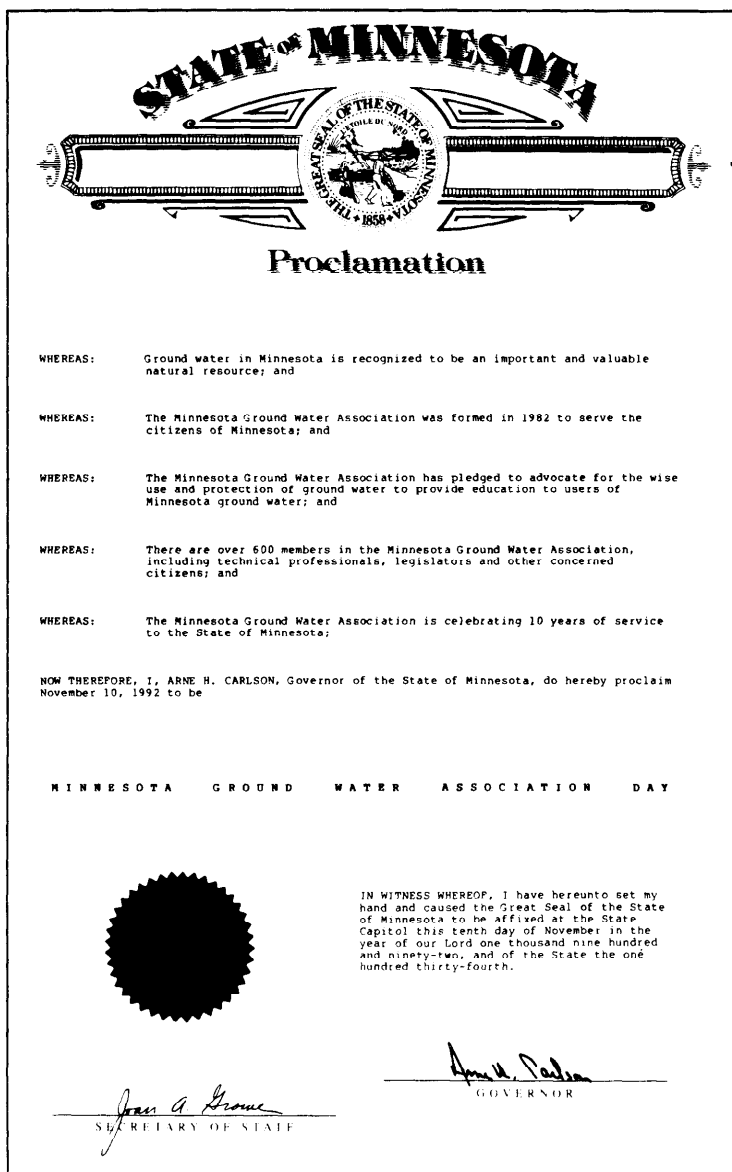 STATE OF MINNESOTA
THE GREAT SEAL OF THE STATE OF MINNESOTA
L'ETOILE DU NORD
1858
Proclamation
WHEREAS: Ground water in Minnesota is recognized to be an important and valuable
natural resource; and
WHEREAS: The Minnesota Ground Water Association was formed in 1982 to serve the
citizens of Minnesota; and
WHEREAS: The Minnesota Ground Water Association has pledged to advocate for the wise
use and protection of ground water to provide education to users of
Minnesota ground water; and
WHEREAS: There are over 600 members in the Minnesota Ground Water Association,
including technical professionals, legislators and other concerned
citizens; and
WHEREAS: The Minnesota Ground Water Association is celebrating 10 years of service
to the State of Minnesota;
NOW THEREFORE, I, ARNE H. CARLSON, Governor of the State of Minnesota, do hereby proclaim
November 10, 1992 to be
MINNESOTA GROUND WATER ASSOCIATION DAY
IN WITNESS WHEREOF, I have hereunto set my
hand and caused the Great Seal of the State
of Minnesota to be affixed at the State
Capitol this tenth day of November in the
year of our Lord one thousand nine hundred
and ninety-two, and of the State the one
hundred thirty-fourth.
Arne H. Carlson
GOVERNOR
Joan A. Growe
SECRETARY OF STATE